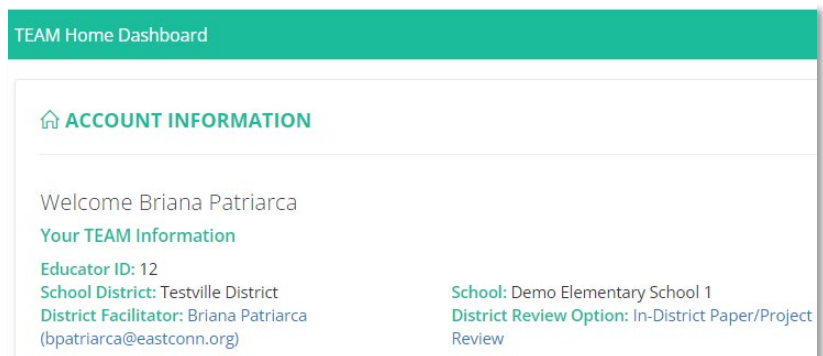 TEAM Home Dashboard
ACCOUNT INFORMATION
Welcome Briana Patriarca
Your TEAM Information
Educator ID: 12
School District: Testville District
District Facilitator: Briana Patriarca
(bpatriarca@eastconn.org)
School: Demo Elementary School 1
District Review Option: In-District Paper/Project
Review